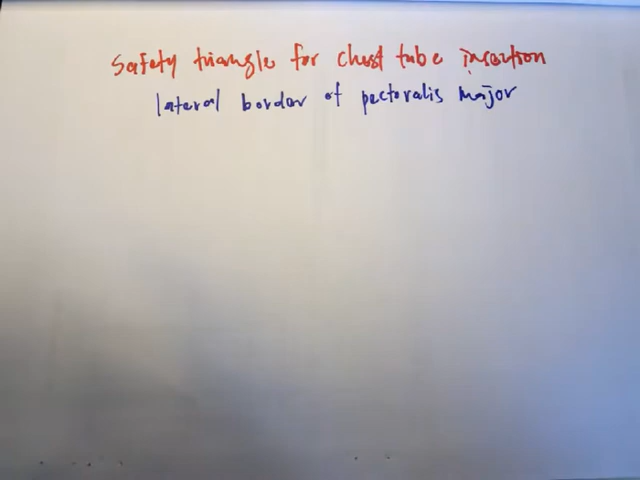 Safety triangle for chest tube insertion
lateral border of pectoralis major